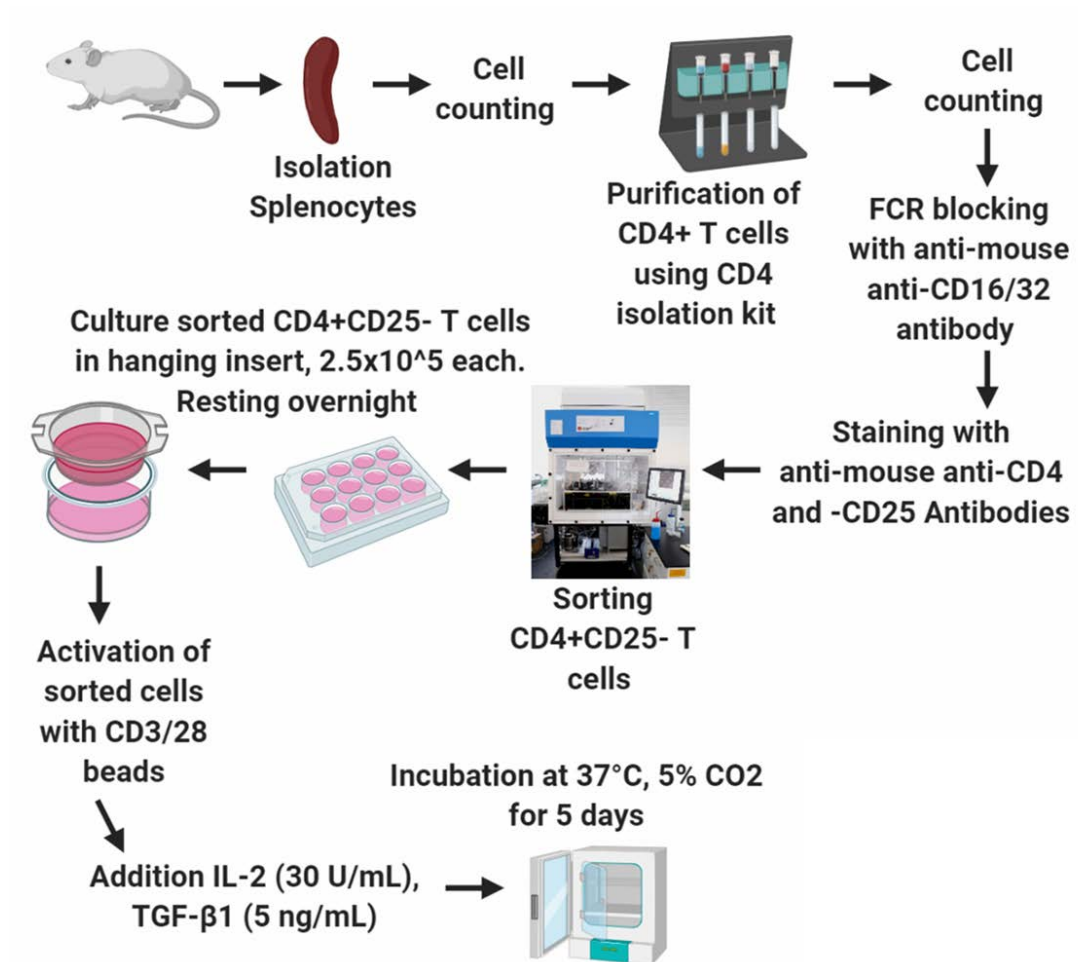 Isolation
Splenocytes
Cell
counting
Purification of
CD4+ T cells
using CD4
isolation kit
Cell
counting
FCR blocking
with anti-mouse
anti-CD16/32
antibody
Staining with
anti-mouse anti-CD4
and -CD25 Antibodies
Sorting
CD4+CD25- T
cells
Culture sorted CD4+CD25- T cells
in hanging insert, 2.5x10^5 each.
Resting overnight
Activation of
sorted cells
with CD3/28
beads
Addition IL-2 (30 U/mL),
TGF-β1 (5 ng/mL)
Incubation at 37°C, 5% CO2
for 5 days